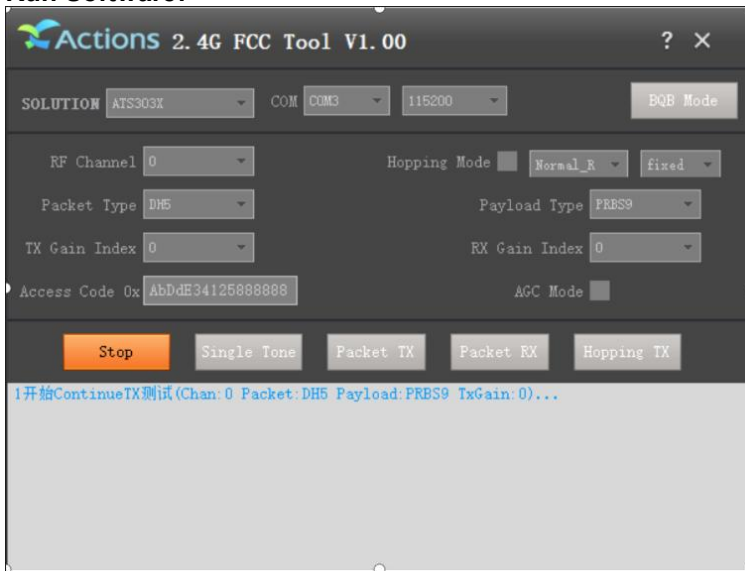 Actions 2.4G FCC Tool V1.00 ? ×
SOLUTION ATS303X COM COM3 115200 BQB Mode
RF Channel 0 Hopping Mode Normal_R fixed
Packet Type DH5 Payload Type PRBS9
TX Gain Index 0 RX Gain Index 0
Access Code 0x AbDdE34125888888 AGC Mode
Stop Single Tone Packet TX Packet RX Hopping TX
1开始ContinueTX测试(Chan:0 Packet:DH5 Payload:PRBS9 TxGain:0)...